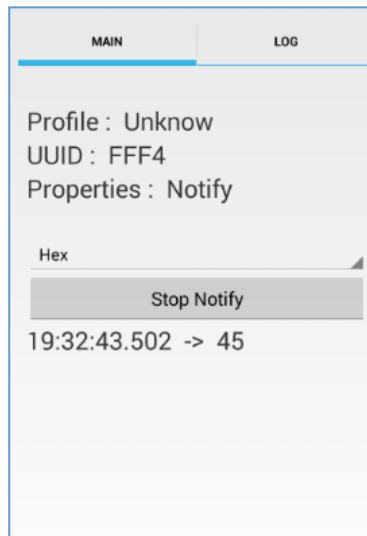 MAIN LOG
Profile : Unknow
UUID : FFF4
Properties : Notify
Hex
Stop Notify
19:32:43.502 -> 45